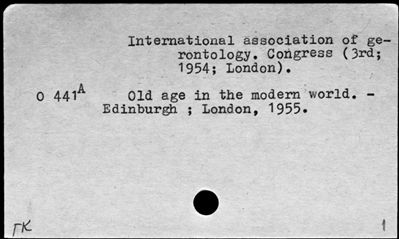 International association of ge-
rontology. Congress (3rd;
1954; London).
O 441A Old age in the modern world. -
Edinburgh ; London, 1955.
ГК 1